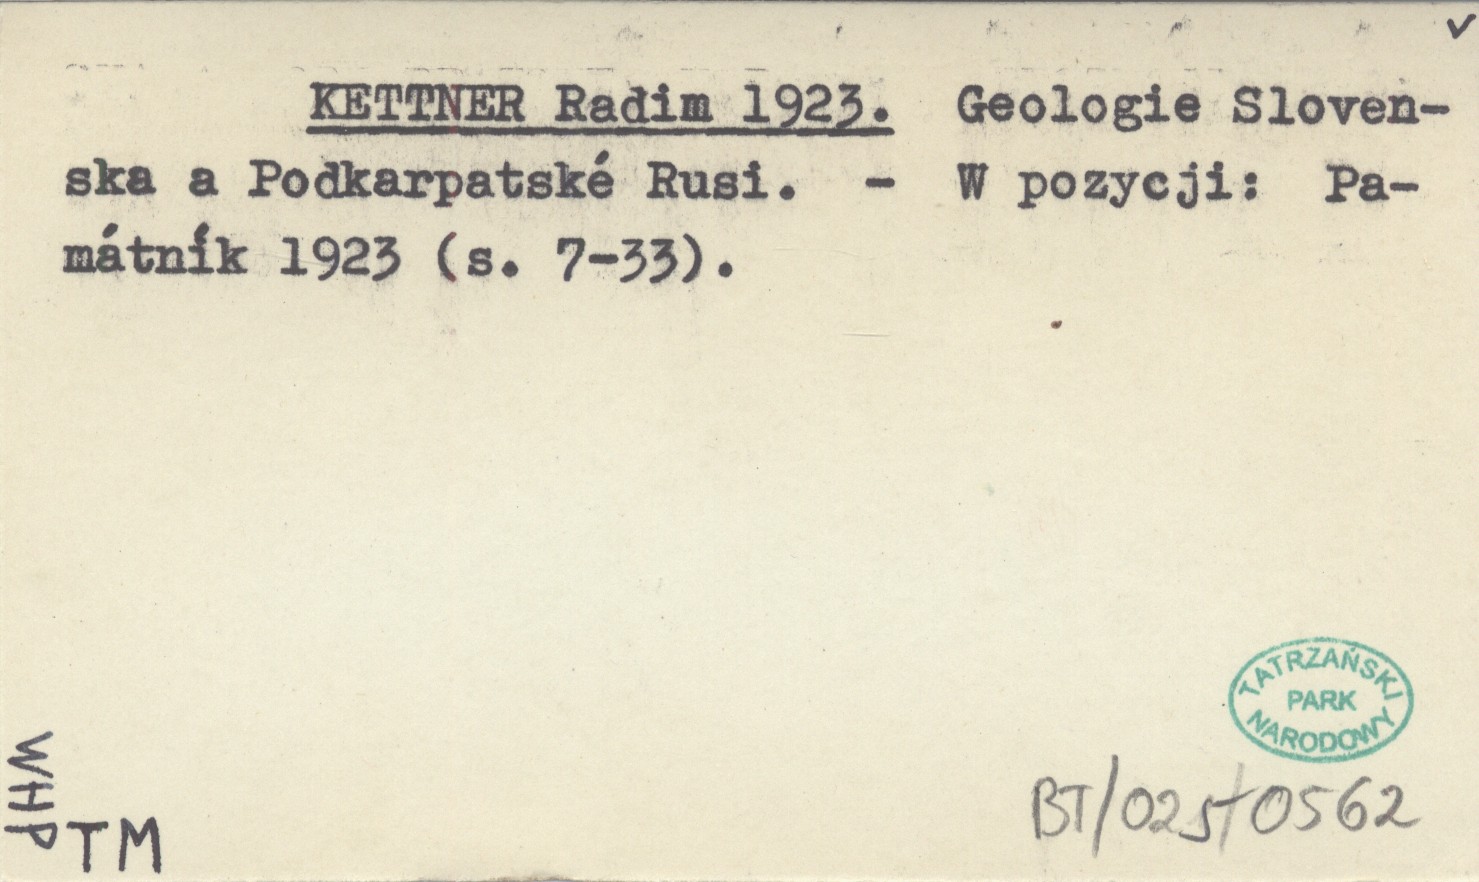 ✓
KETTNER Radim 1923. Geologie Sloven-
ska a Podkarpatské Rusi. - W pozycji: Pa-
mátník 1923 (s. 7-33).
TATRZAŃSKI
PARK
NARODOWY
BT/025/0562
WHP
TM